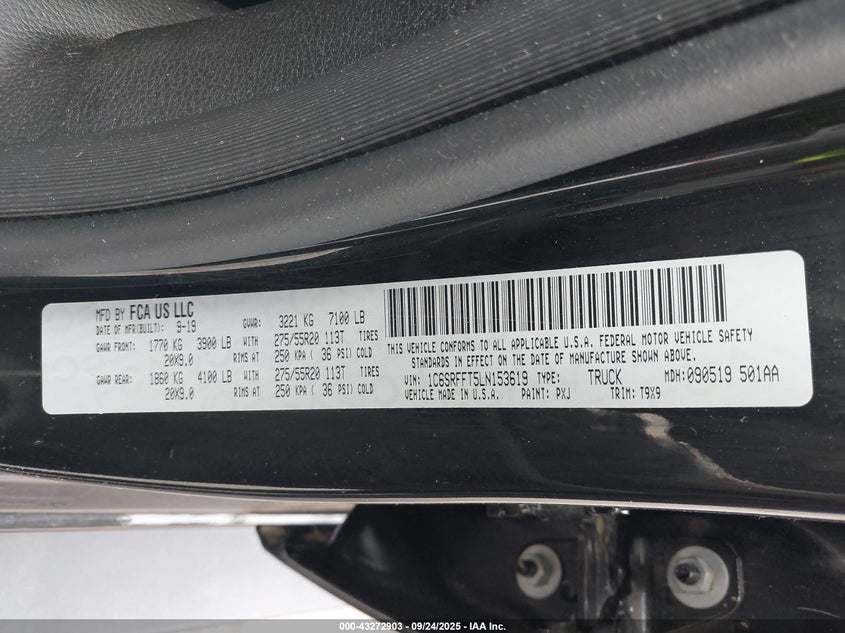 MFD BY FCA US LLC
DATE OF MFR(BUILT): 9-19 GVWR: 3221 KG 7100 LB
GAWR FRONT: 1770 KG 3900 LB WITH 275/55R20 113T TIRES
20X9.0 RIMS AT 250 KPA ( 36 PSI) COLD
GAWR REAR: 1860 KG 4100 LB WITH 275/55R20 113T TIRES
20X9.0 RIMS AT 250 KPA ( 36 PSI) COLD
THIS VEHICLE CONFORMS TO ALL APPLICABLE U.S.A. FEDERAL MOTOR VEHICLE SAFETY
STANDARDS IN EFFECT ON THE DATE OF MANUFACTURE SHOWN ABOVE.
VIN: 1C6SRFFT5LN153619 TYPE: TRUCK MDH: 090519 501AA
VEHICLE MADE IN U.S.A. PAINT: PXJ TRIM: T9X9
000-43272903 - 09/24/2025 - IAA Inc.